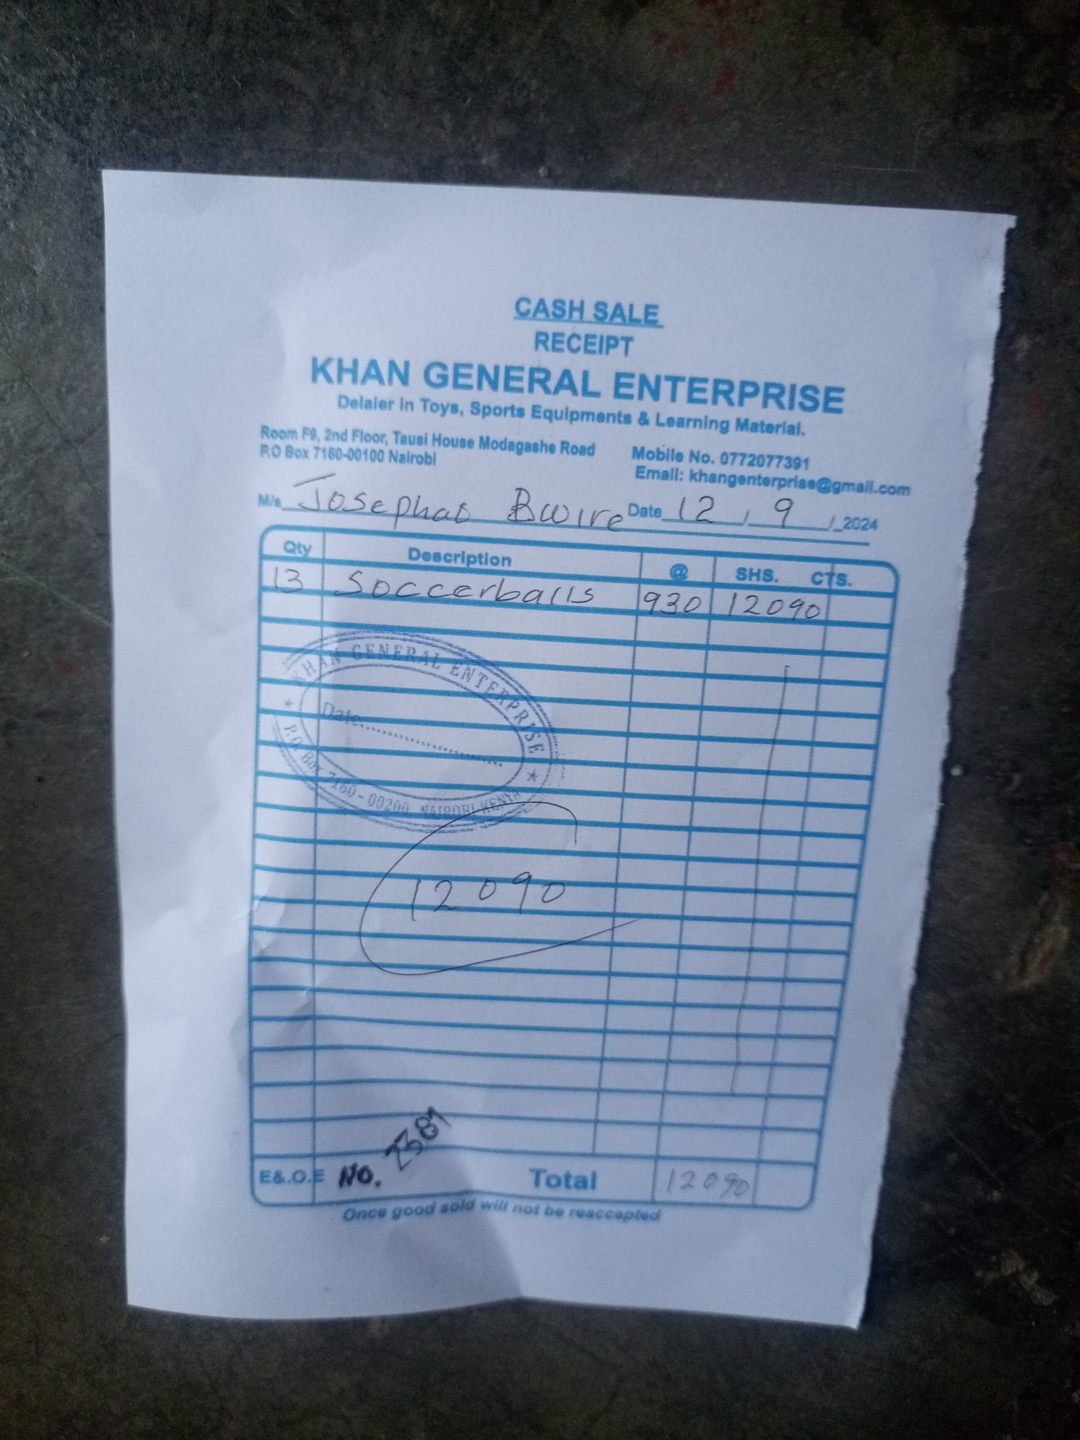 CASH SALE
RECEIPT
KHAN GENERAL ENTERPRISE
Delaler in Toys, Sports Equipments & Learning Material.
Room F9, 2nd Floor, Tausi House Modagashe Road
P.O Box 7160-00100 Nairobi
Mobile No. 0772077391
Email: khangenterprise@gmail.com
M/s Josephat Bwire Date 12 / 9 / 2024
Qty Description @ SHS. CTS.
13 Soccerballs 930 12090
KHAN GENERAL ENTERPRISE
Date
P.O Box 7160-00200, NAIROBI-KENYA
12090
E&.O.E No. 2381 Total 12090
Once good sold will not be reaccepted